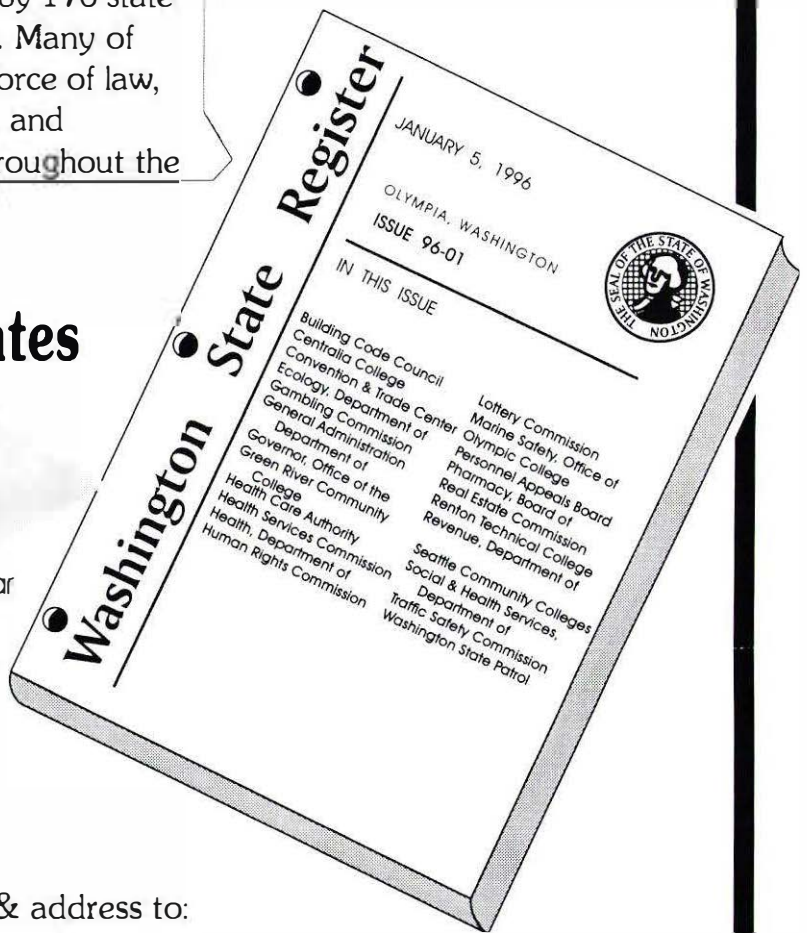 by 170 state
. Many of
orce of law,
and
roughout the
ates
ar
& address to:
Washington State Register
JANUARY 5, 1996
OLYMPIA, WASHINGTON
ISSUE 96-01
IN THIS ISSUE
Building Code Council
Centralia College
Convention & Trade Center
Ecology, Department of
Gambling Commission
General Administration
Department of
Governor, Office of the
Green River Community
College
Health Care Authority
Health Services Commission
Health, Department of
Human Rights Commission
Lottery Commission
Marine Safety, Office of
Olympic College
Personnel Appeals Board
Pharmacy, Board of
Real Estate Commission
Renton Technical College
Revenue, Department of
Seattle Community Colleges
Social & Health Services,
Department of
Traffic Safety Commission
Washington State Patrol
THE SEAL OF THE STATE OF WASHINGTON